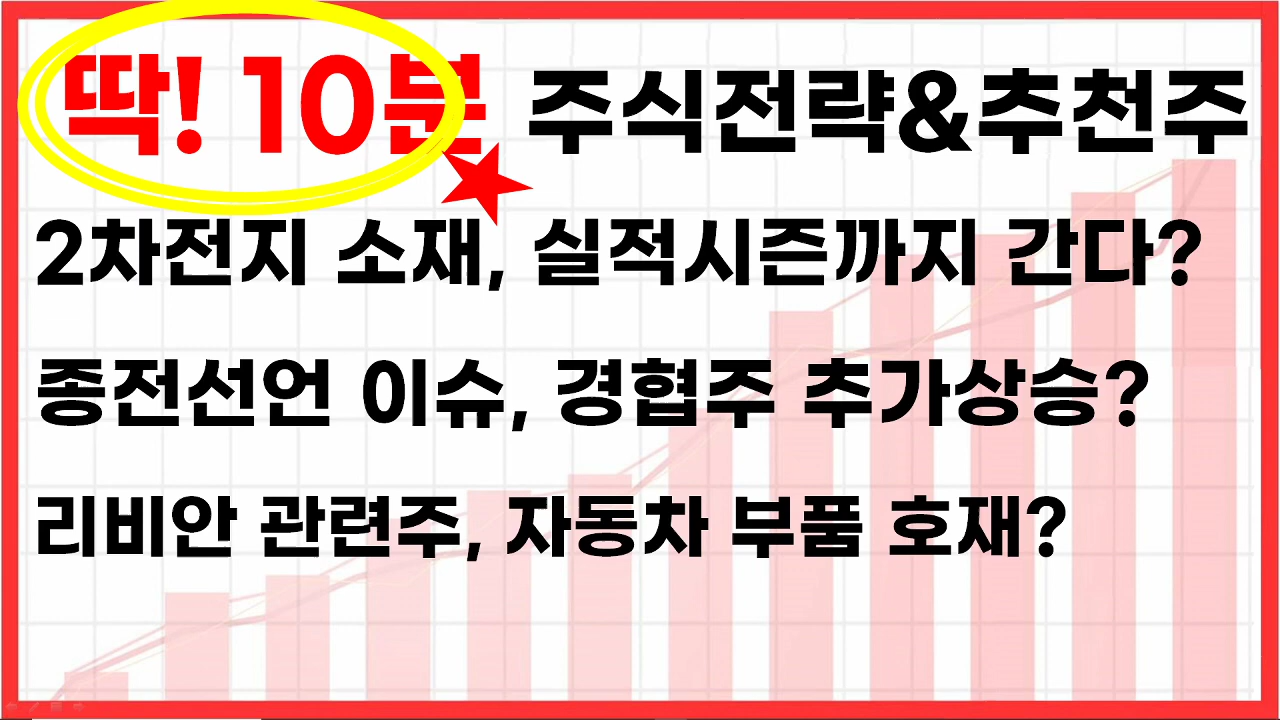 딱! 10분 주식전략&추천주
2차전지 소재, 실적시즌까지 간다?
종전선언 이슈, 경협주 추가상승?
리비안 관련주, 자동차 부품 호재?